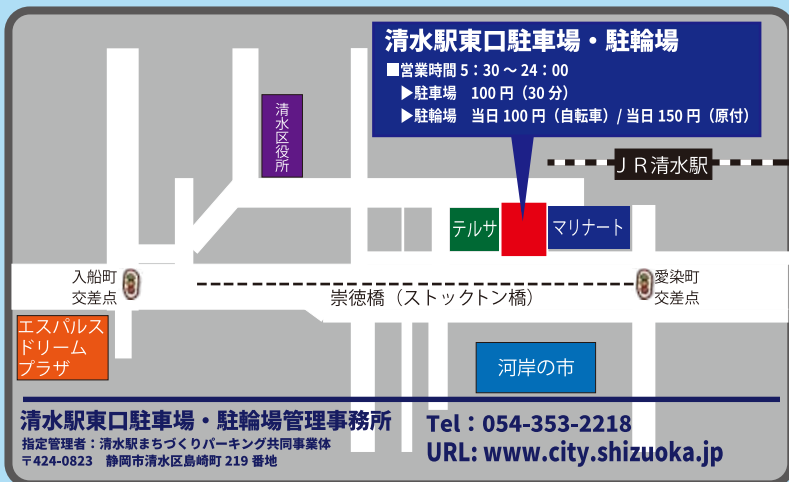 清水駅東口駐車場・駐輪場
■営業時間 5：30 〜 24：00
▶駐車場　100 円（30 分）
▶駐輪場　当日 100 円（自転車）/ 当日 150 円（原付）
清水区役所
ＪＲ清水駅
テルサ
マリナート
入船町
交差点
崇徳橋（ストックトン橋）
愛染町
交差点
エスパルス
ドリーム
プラザ
河岸の市
清水駅東口駐車場・駐輪場管理事務所
指定管理者：清水駅まちづくりパーキング共同事業体
〒424-0823　静岡市清水区島崎町 219 番地
Tel：054-353-2218
URL: www.city.shizuoka.jp